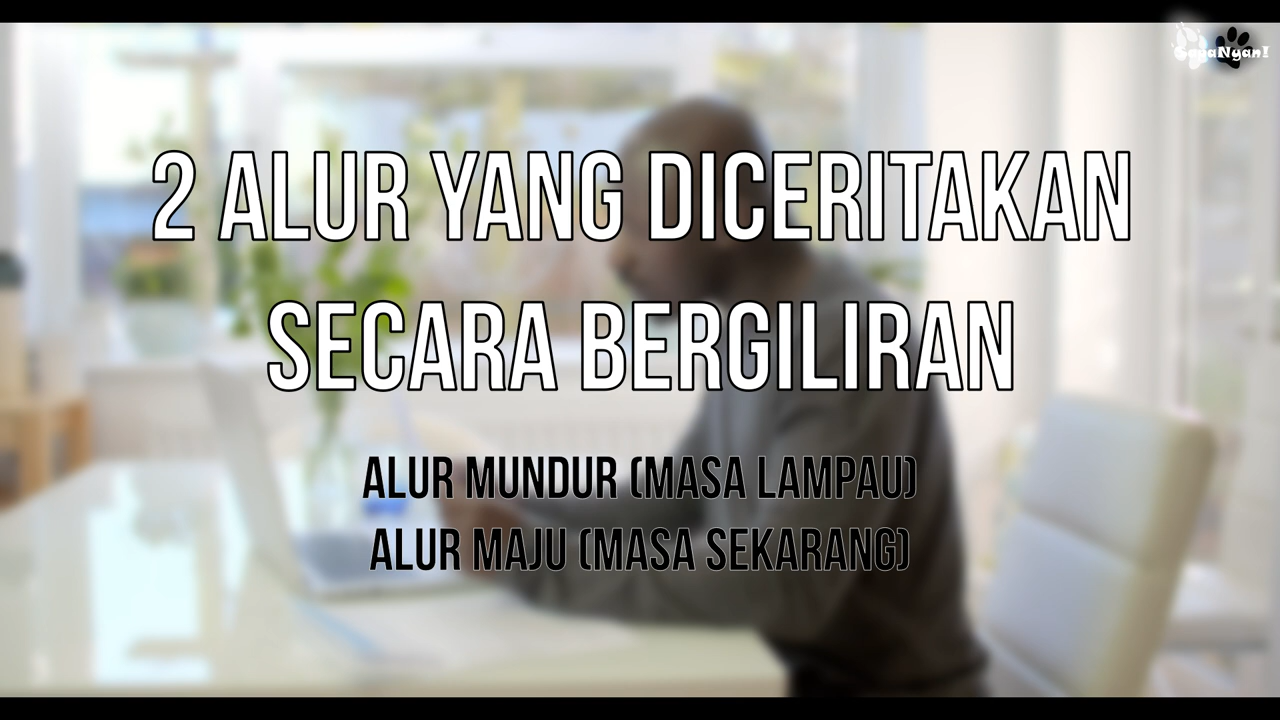 2 ALUR YANG DICERITAKAN
SECARA BERGILIRAN
ALUR MUNDUR (MASA LAMPAU)
ALUR MAJU (MASA SEKARANG)